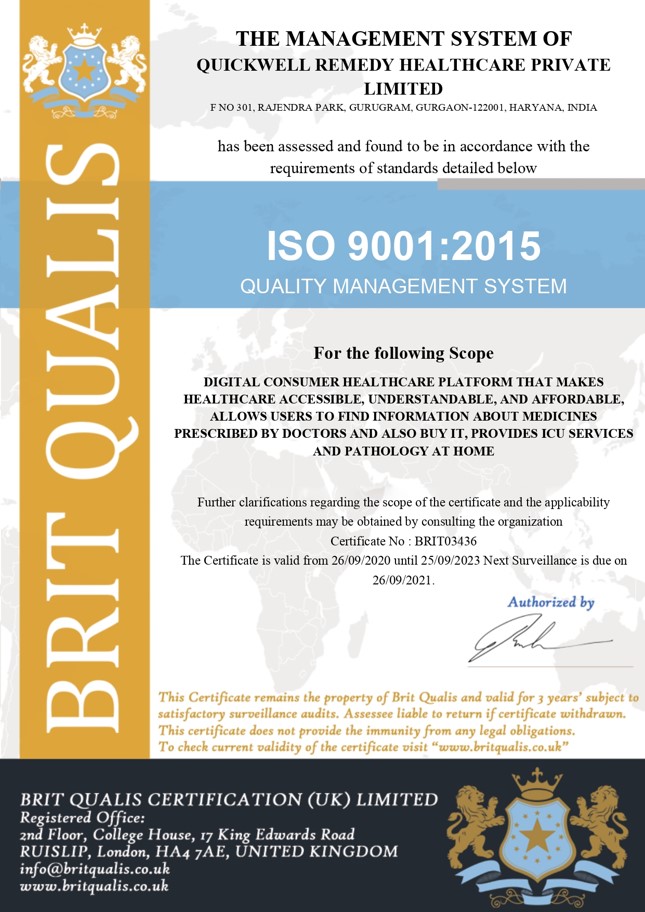 THE MANAGEMENT SYSTEM OF
QUICKWELL REMEDY HEALTHCARE PRIVATE
LIMITED
F NO 301, RAJENDRA PARK, GURUGRAM, GURGAON-122001, HARYANA, INDIA
has been assessed and found to be in accordance with the
requirements of standards detailed below
BRIT QUALIS
ISO 9001:2015
QUALITY MANAGEMENT SYSTEM
For the following Scope
DIGITAL CONSUMER HEALTHCARE PLATFORM THAT MAKES
HEALTHCARE ACCESSIBLE, UNDERSTANDABLE, AND AFFORDABLE,
ALLOWS USERS TO FIND INFORMATION ABOUT MEDICINES
PRESCRIBED BY DOCTORS AND ALSO BUY IT, PROVIDES ICU SERVICES
AND PATHOLOGY AT HOME
Further clarifications regarding the scope of the certificate and the applicability
requirements may be obtained by consulting the organization
Certificate No : BRIT03436
The Certificate is valid from 26/09/2020 until 25/09/2023 Next Surveillance is due on
26/09/2021.
Authorized by
This Certificate remains the property of Brit Qualis and valid for 3 years' subject to
satisfactory surveillance audits. Assessee liable to return if certificate withdrawn.
This certificate does not provide the immunity from any legal obligations.
To check current validity of the certificate visit “www.britqualis.co.uk”
BRIT QUALIS CERTIFICATION (UK) LIMITED
Registered Office:
2nd Floor, College House, 17 King Edwards Road
RUISLIP, London, HA4 7AE, UNITED KINGDOM
info@britqualis.co.uk
www.britqualis.co.uk